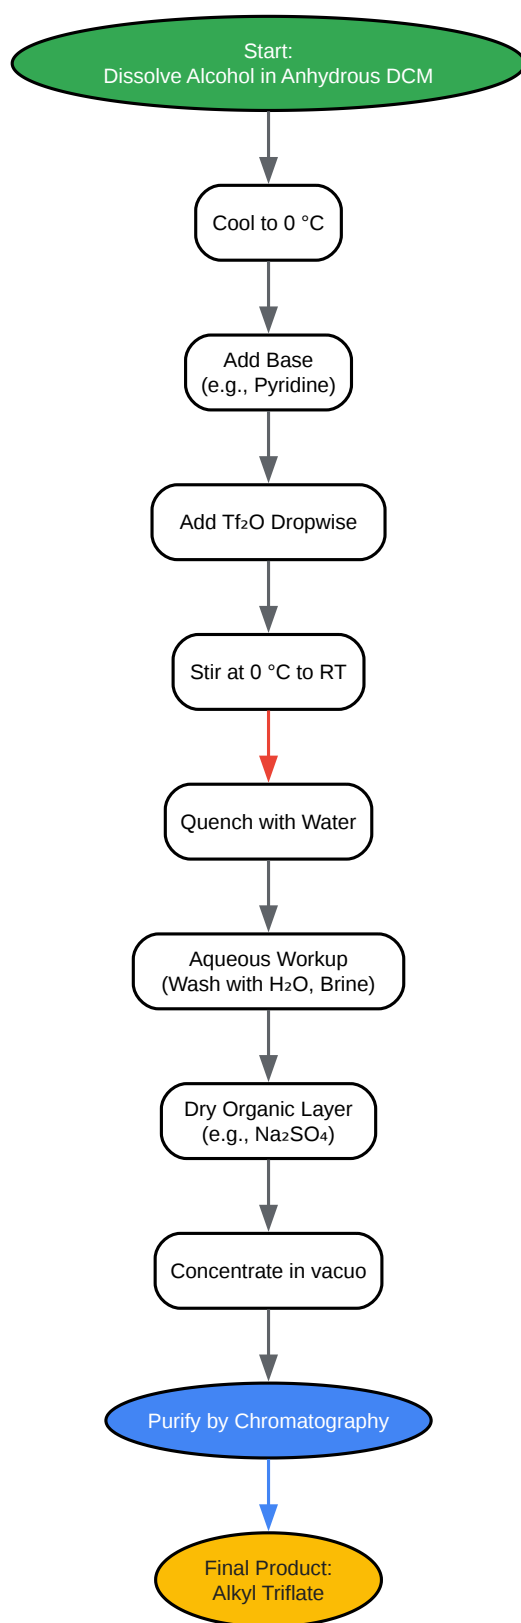 Start:
Dissolve Alcohol in Anhydrous DCM
Cool to 0 °C
Add Base
(e.g., Pyridine)
Add Tf₂O Dropwise
Stir at 0 °C to RT
Quench with Water
Aqueous Workup
(Wash with H₂O, Brine)
Dry Organic Layer
(e.g., Na₂SO₄)
Concentrate in vacuo
Purify by Chromatography
Final Product:
Alkyl Triflate